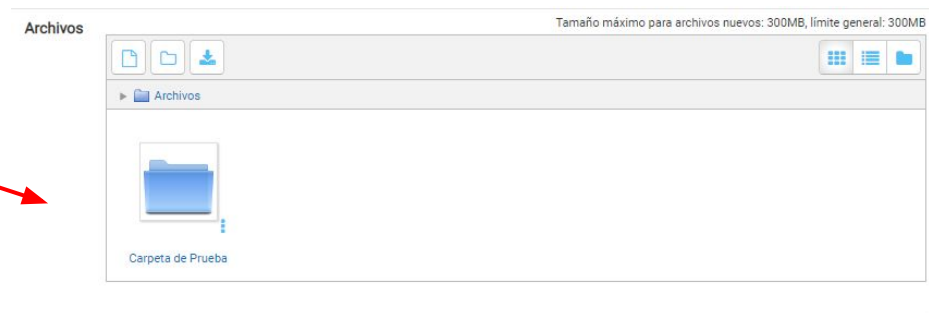 Archivos
Tamaño máximo para archivos nuevos: 300MB, límite general: 300MB
Archivos
Carpeta de Prueba